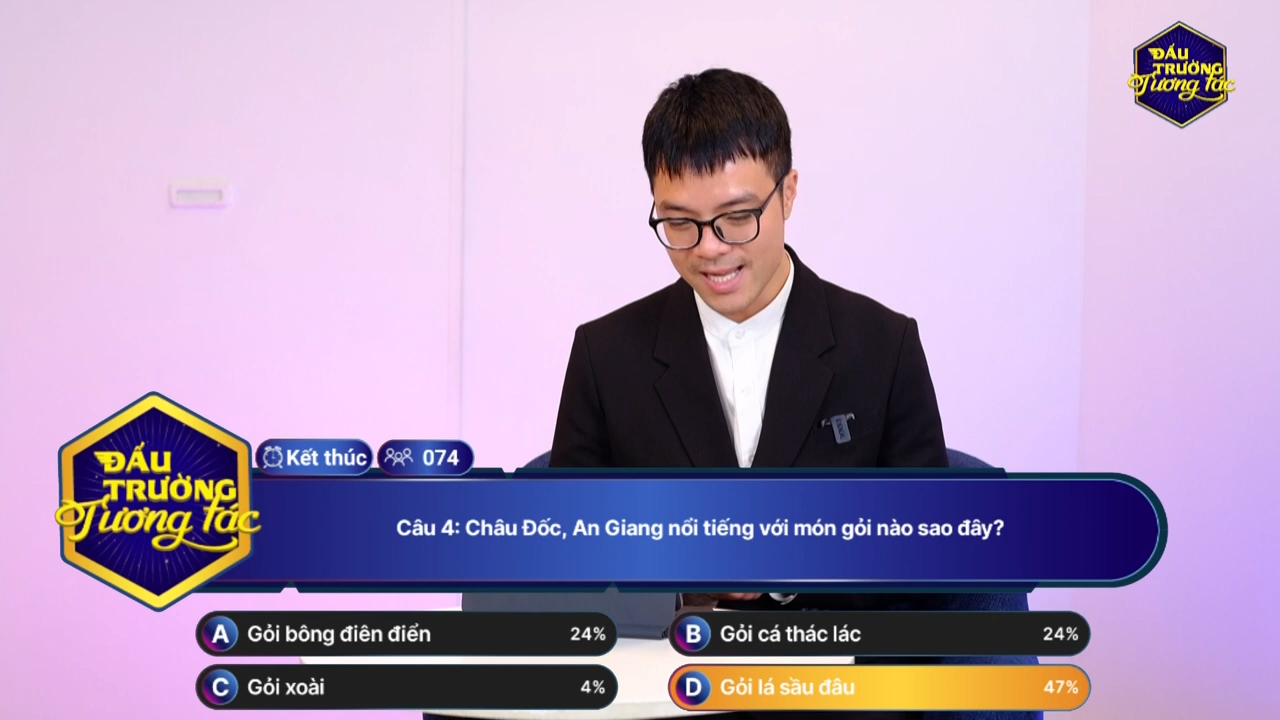 ĐẤU
TRƯỜNG
Tương tác
ĐẤU
TRƯỜNG
Tương tác
Kết thúc
074
Câu 4: Châu Đốc, An Giang nổi tiếng với món gỏi nào sao đây?
A Gỏi bông điên điển 24%
B Gỏi cá thác lác 24%
C Gỏi xoài 4%
D Gỏi lá sầu đâu 47%